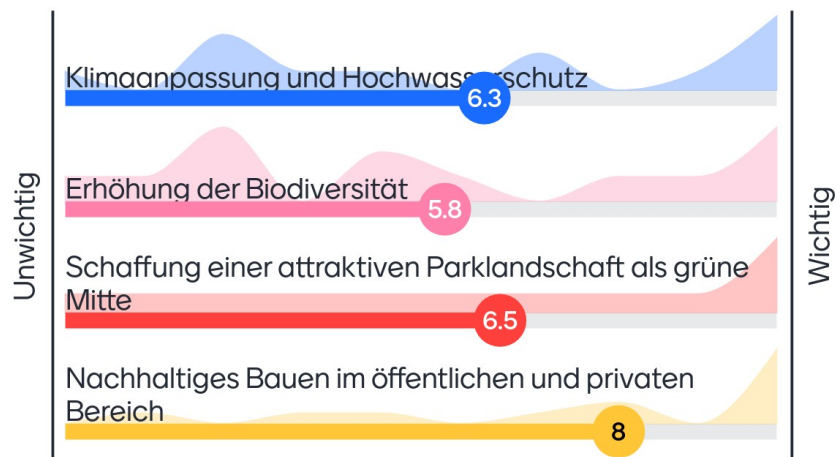 Klimaanpassung und Hochwasserschutz
6.3
Erhöhung der Biodiversität
5.8
Unwichtig
Wichtig
Schaffung einer attraktiven Parklandschaft als grüne
Mitte
6.5
Nachhaltiges Bauen im öffentlichen und privaten
Bereich
8